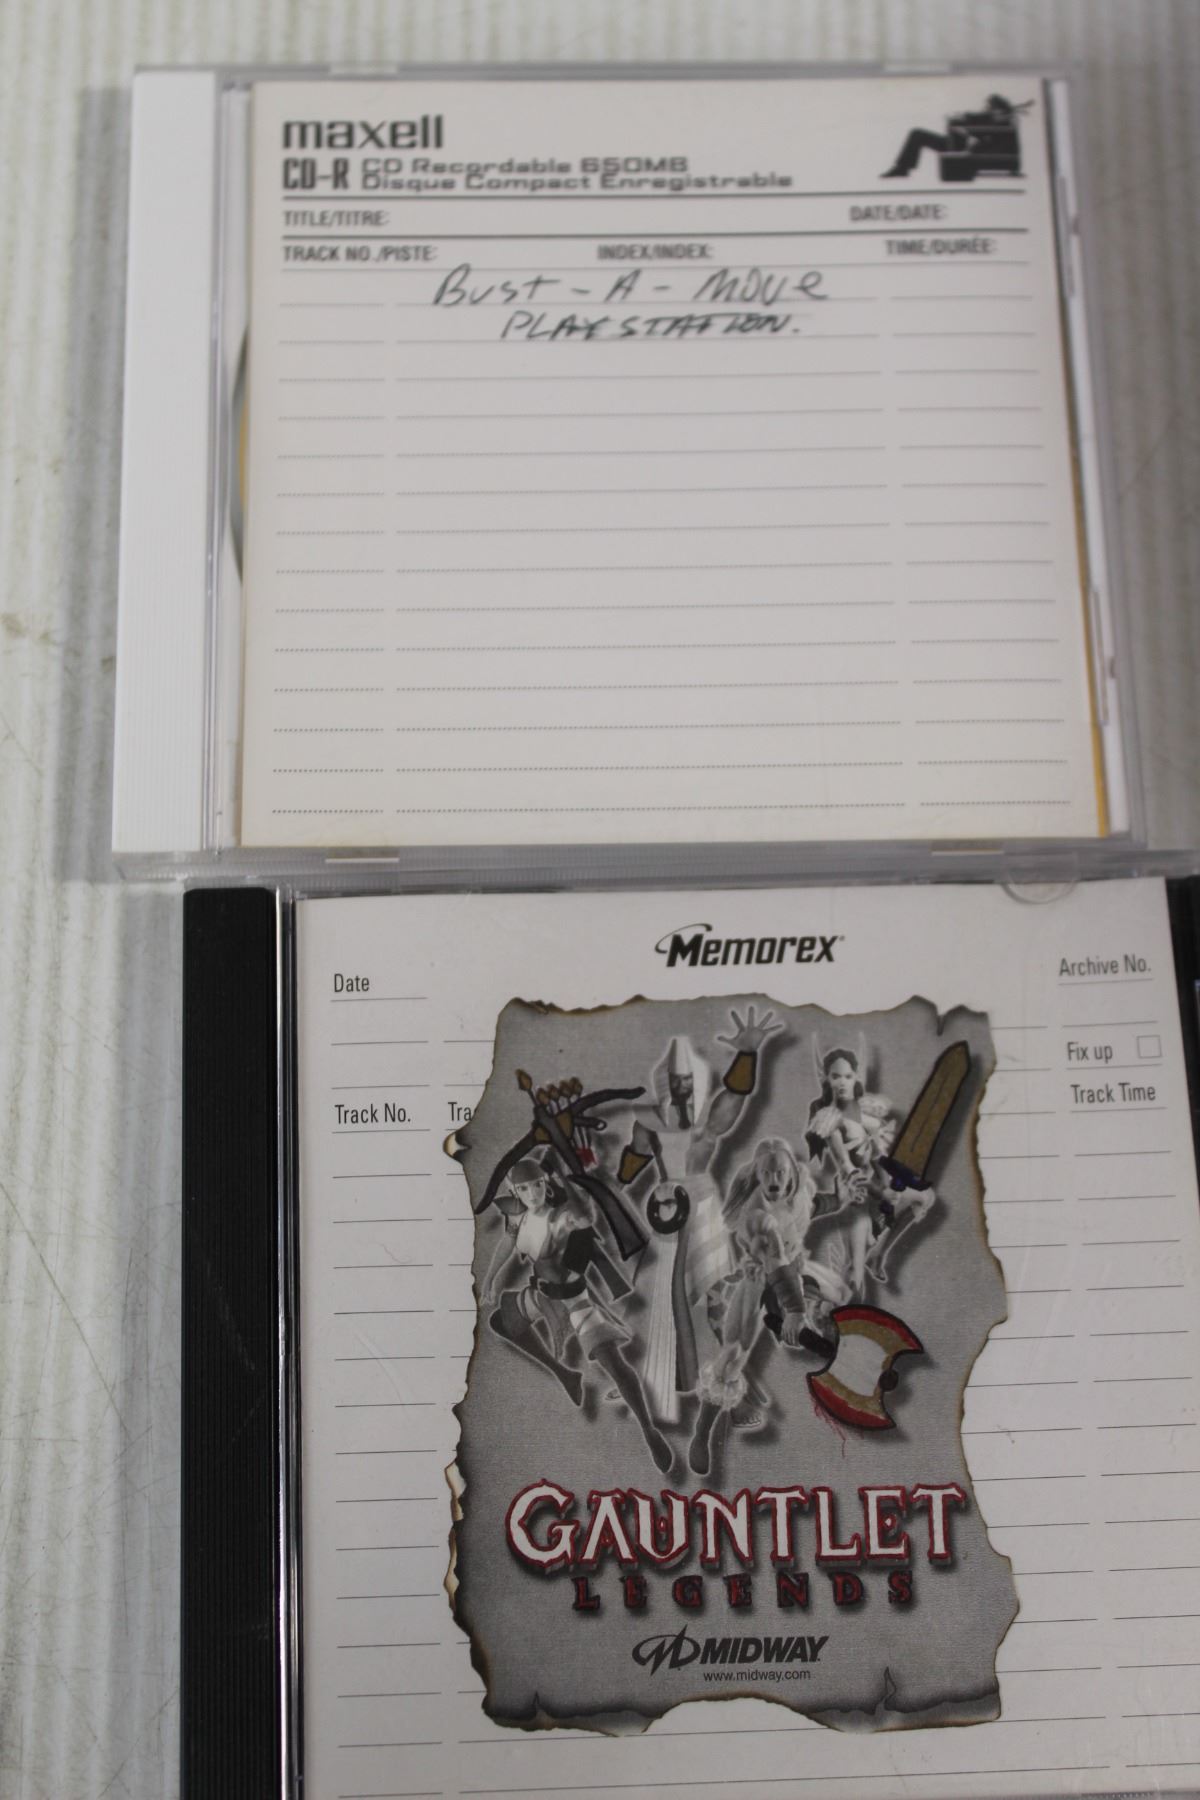 maxell
CD-R CD Recordable 650MB
Disque Compact Enregistrable
TITLE/TITRE: DATE/DATE:
TRACK NO./PISTE: INDEX/INDEX: TIME/DURÉE:
Bust-A-Move
PLAYSTATION.
Memorex
Date Archive No.
Fix up
Track No. Tra Track Time
GAUNTLET
LEGENDS
MIDWAY
www.midway.com